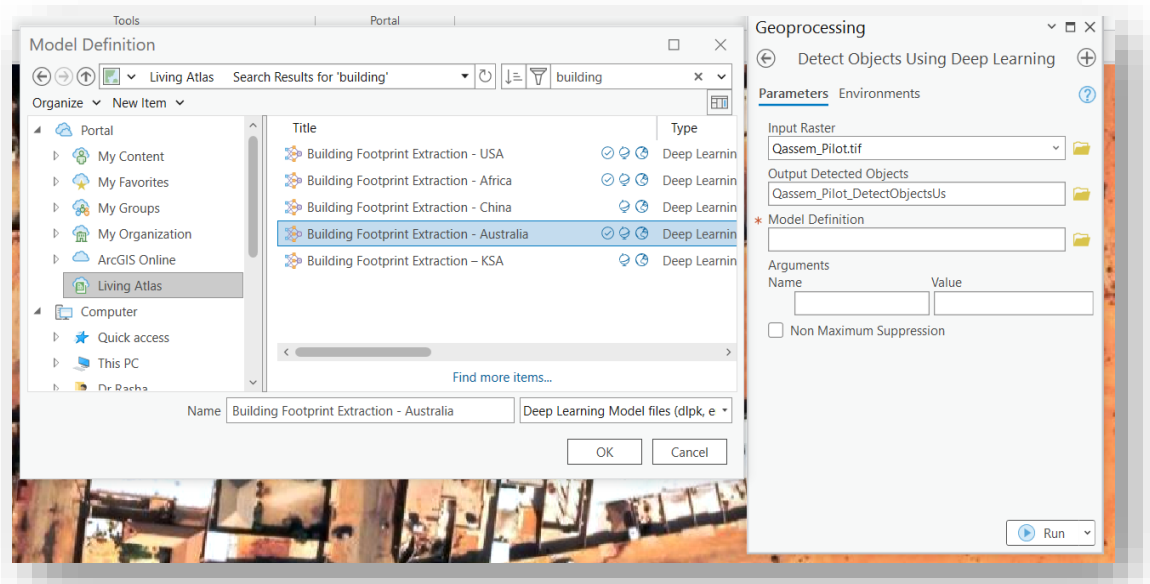 Tools
Portal
Model Definition
Living Atlas Search Results for 'building'
building
Organize New Item
Portal
My Content
My Favorites
My Groups
My Organization
ArcGIS Online
Living Atlas
Computer
Quick access
This PC
Dr Rasha
Title Type
Building Footprint Extraction - USA Deep Learnin
Building Footprint Extraction - Africa Deep Learnin
Building Footprint Extraction - China Deep Learnin
Building Footprint Extraction - Australia Deep Learnin
Building Footprint Extraction – KSA Deep Learnin
Find more items...
Name Building Footprint Extraction - Australia Deep Learning Model files (dlpk, e
OK Cancel
Geoprocessing
Detect Objects Using Deep Learning
Parameters Environments
Input Raster
Qassem_Pilot.tif
Output Detected Objects
Qassem_Pilot_DetectObjectsUs
* Model Definition
Arguments
Name Value
Non Maximum Suppression
Run